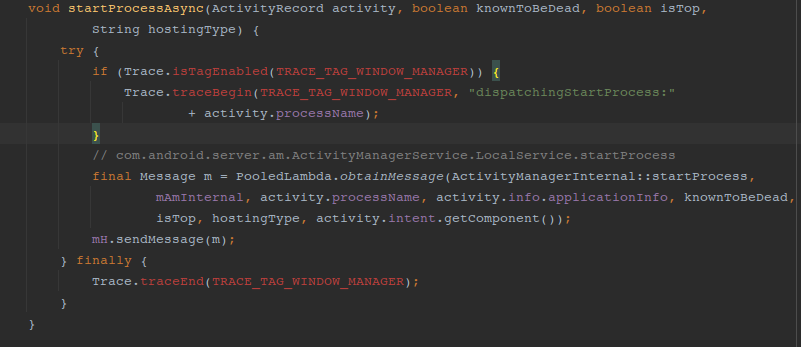 void startProcessAsync(ActivityRecord activity, boolean knownToBeDead, boolean isTop,
        String hostingType) {
    try {
        if (Trace.isTagEnabled(TRACE_TAG_WINDOW_MANAGER)) {
            Trace.traceBegin(TRACE_TAG_WINDOW_MANAGER, "dispatchingStartProcess:"
                    + activity.processName);
        }
        // com.android.server.am.ActivityManagerService.LocalService.startProcess
        final Message m = PooledLambda.obtainMessage(ActivityManagerInternal::startProcess,
                mAmInternal, activity.processName, activity.info.applicationInfo, knownToBeDead,
                isTop, hostingType, activity.intent.getComponent());
        mH.sendMessage(m);
    } finally {
        Trace.traceEnd(TRACE_TAG_WINDOW_MANAGER);
    }
}